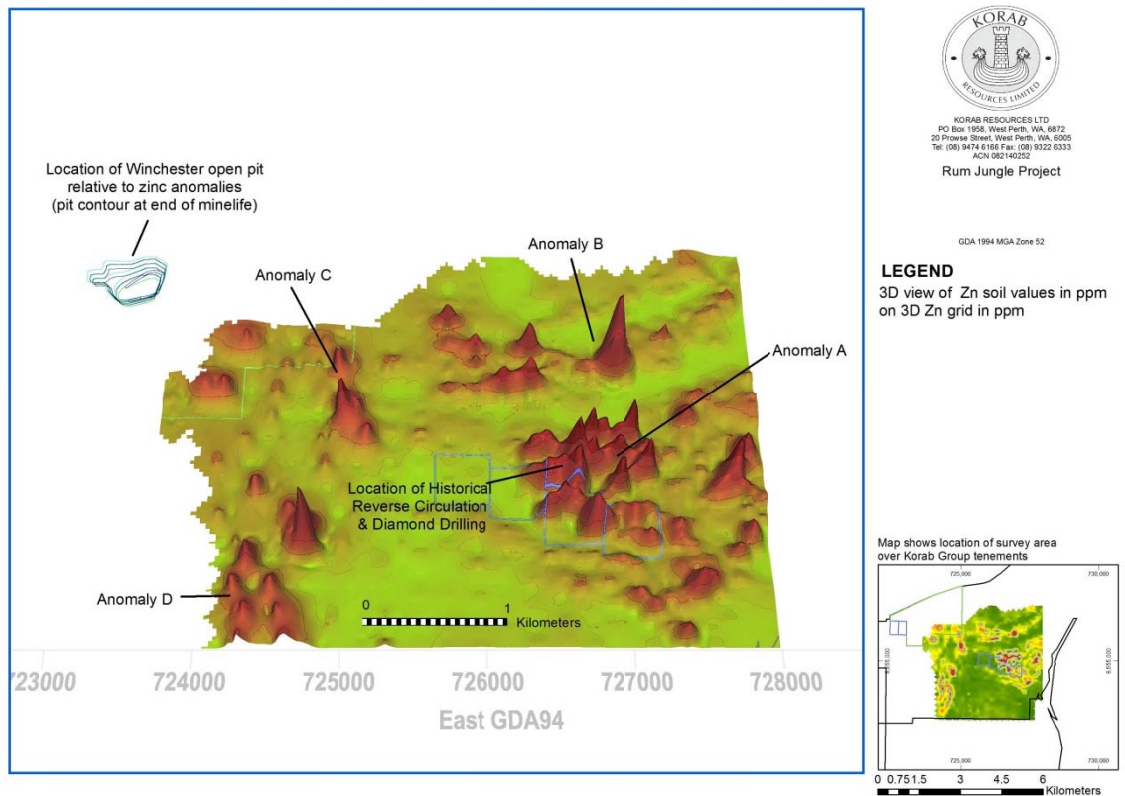 Location of Winchester open pit
relative to zinc anomalies
(pit contour at end of minelife)
Anomaly B
Anomaly C
Anomaly A
Location of Historical
Reverse Circulation
& Diamond Drilling
Anomaly D
0 1
Kilometers
723000 724000 725000 726000 727000 728000
East GDA94
KORAB
RESOURCES LIMITED
KORAB RESOURCES LTD
PO Box 1958, West Perth, WA, 6872
20 Prowse Street, West Perth, WA, 6005
Tel: (08) 9474 6166 Fax: (08) 9322 6333
ACN 082140252
Rum Jungle Project
GDA 1994 MGA Zone 52
LEGEND
3D view of Zn soil values in ppm
on 3D Zn grid in ppm
Map shows location of survey area
over Korab Group tenements
725,000 730,000
8,555,000 8,555,000
725,000 730,000
0 0.75 1.5 3 4.5 6
Kilometers